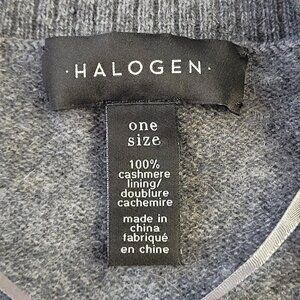 ·HALOGEN·
one
size
100%
cashmere
lining/
doublure
cachemire
made in
china
fabriqué
en chine